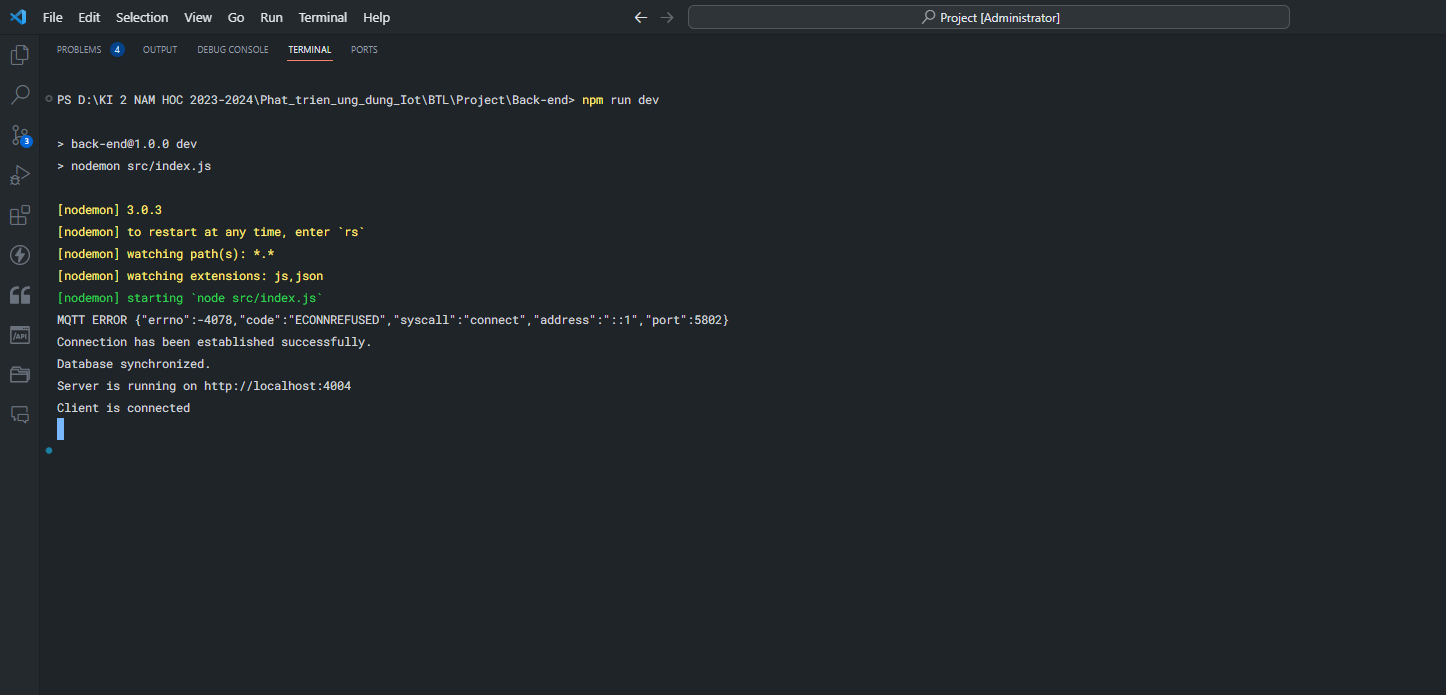 File Edit Selection View Go Run Terminal Help
Project [Administrator]
PROBLEMS 4 OUTPUT DEBUG CONSOLE TERMINAL PORTS
PS D:\KI 2 NAM HOC 2023-2024\Phat_trien_ung_dung_Iot\BTL\Project\Back-end> npm run dev
> back-end@1.0.0 dev
> nodemon src/index.js
[nodemon] 3.0.3
[nodemon] to restart at any time, enter `rs`
[nodemon] watching path(s): *.*
[nodemon] watching extensions: js,json
[nodemon] starting `node src/index.js`
MQTT ERROR {"errno":-4078,"code":"ECONNREFUSED","syscall":"connect","address":"::1","port":5802}
Connection has been established successfully.
Database synchronized.
Server is running on http://localhost:4004
Client is connected
3
/API